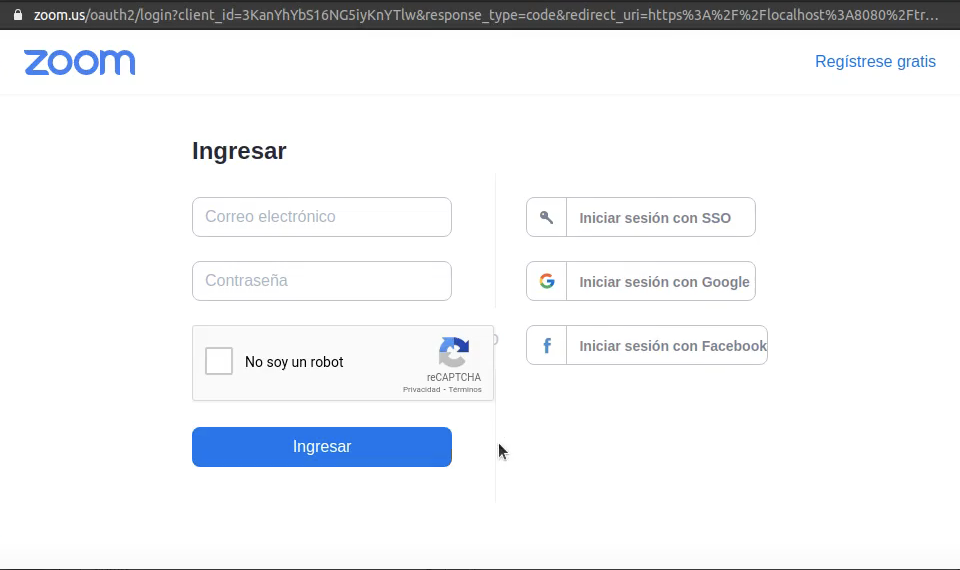 zoom.us/oauth2/login?client_id=3KanYhYbS16NG5iyKnYTlw&response_type=code&redirect_uri=https%3A%2F%2Flocalhost%3A8080%2Ftr...
zoom
Regístrese gratis
Ingresar
Correo electrónico
Contraseña
No soy un robot
reCAPTCHA
Privacidad - Términos
Ingresar
Iniciar sesión con SSO
Iniciar sesión con Google
Iniciar sesión con Facebook